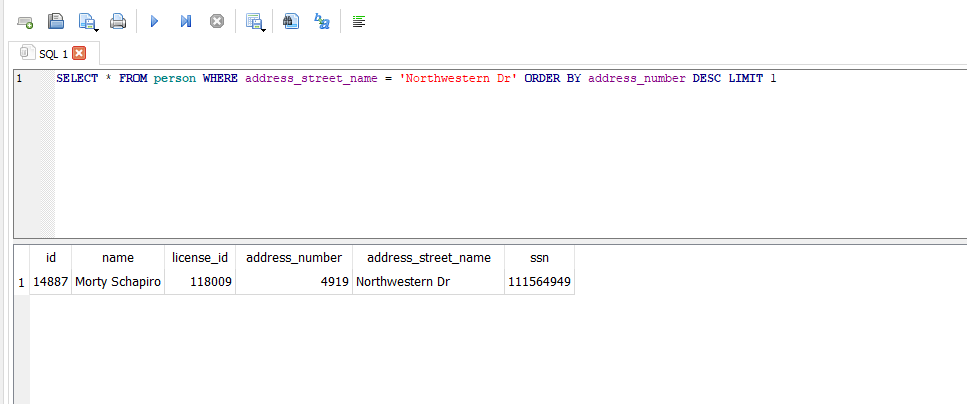 SQL 1
1 SELECT * FROM person WHERE address_street_name = 'Northwestern Dr' ORDER BY address_number DESC LIMIT 1
id name license_id address_number address_street_name ssn
1 14887 Morty Schapiro 118009 4919 Northwestern Dr 111564949